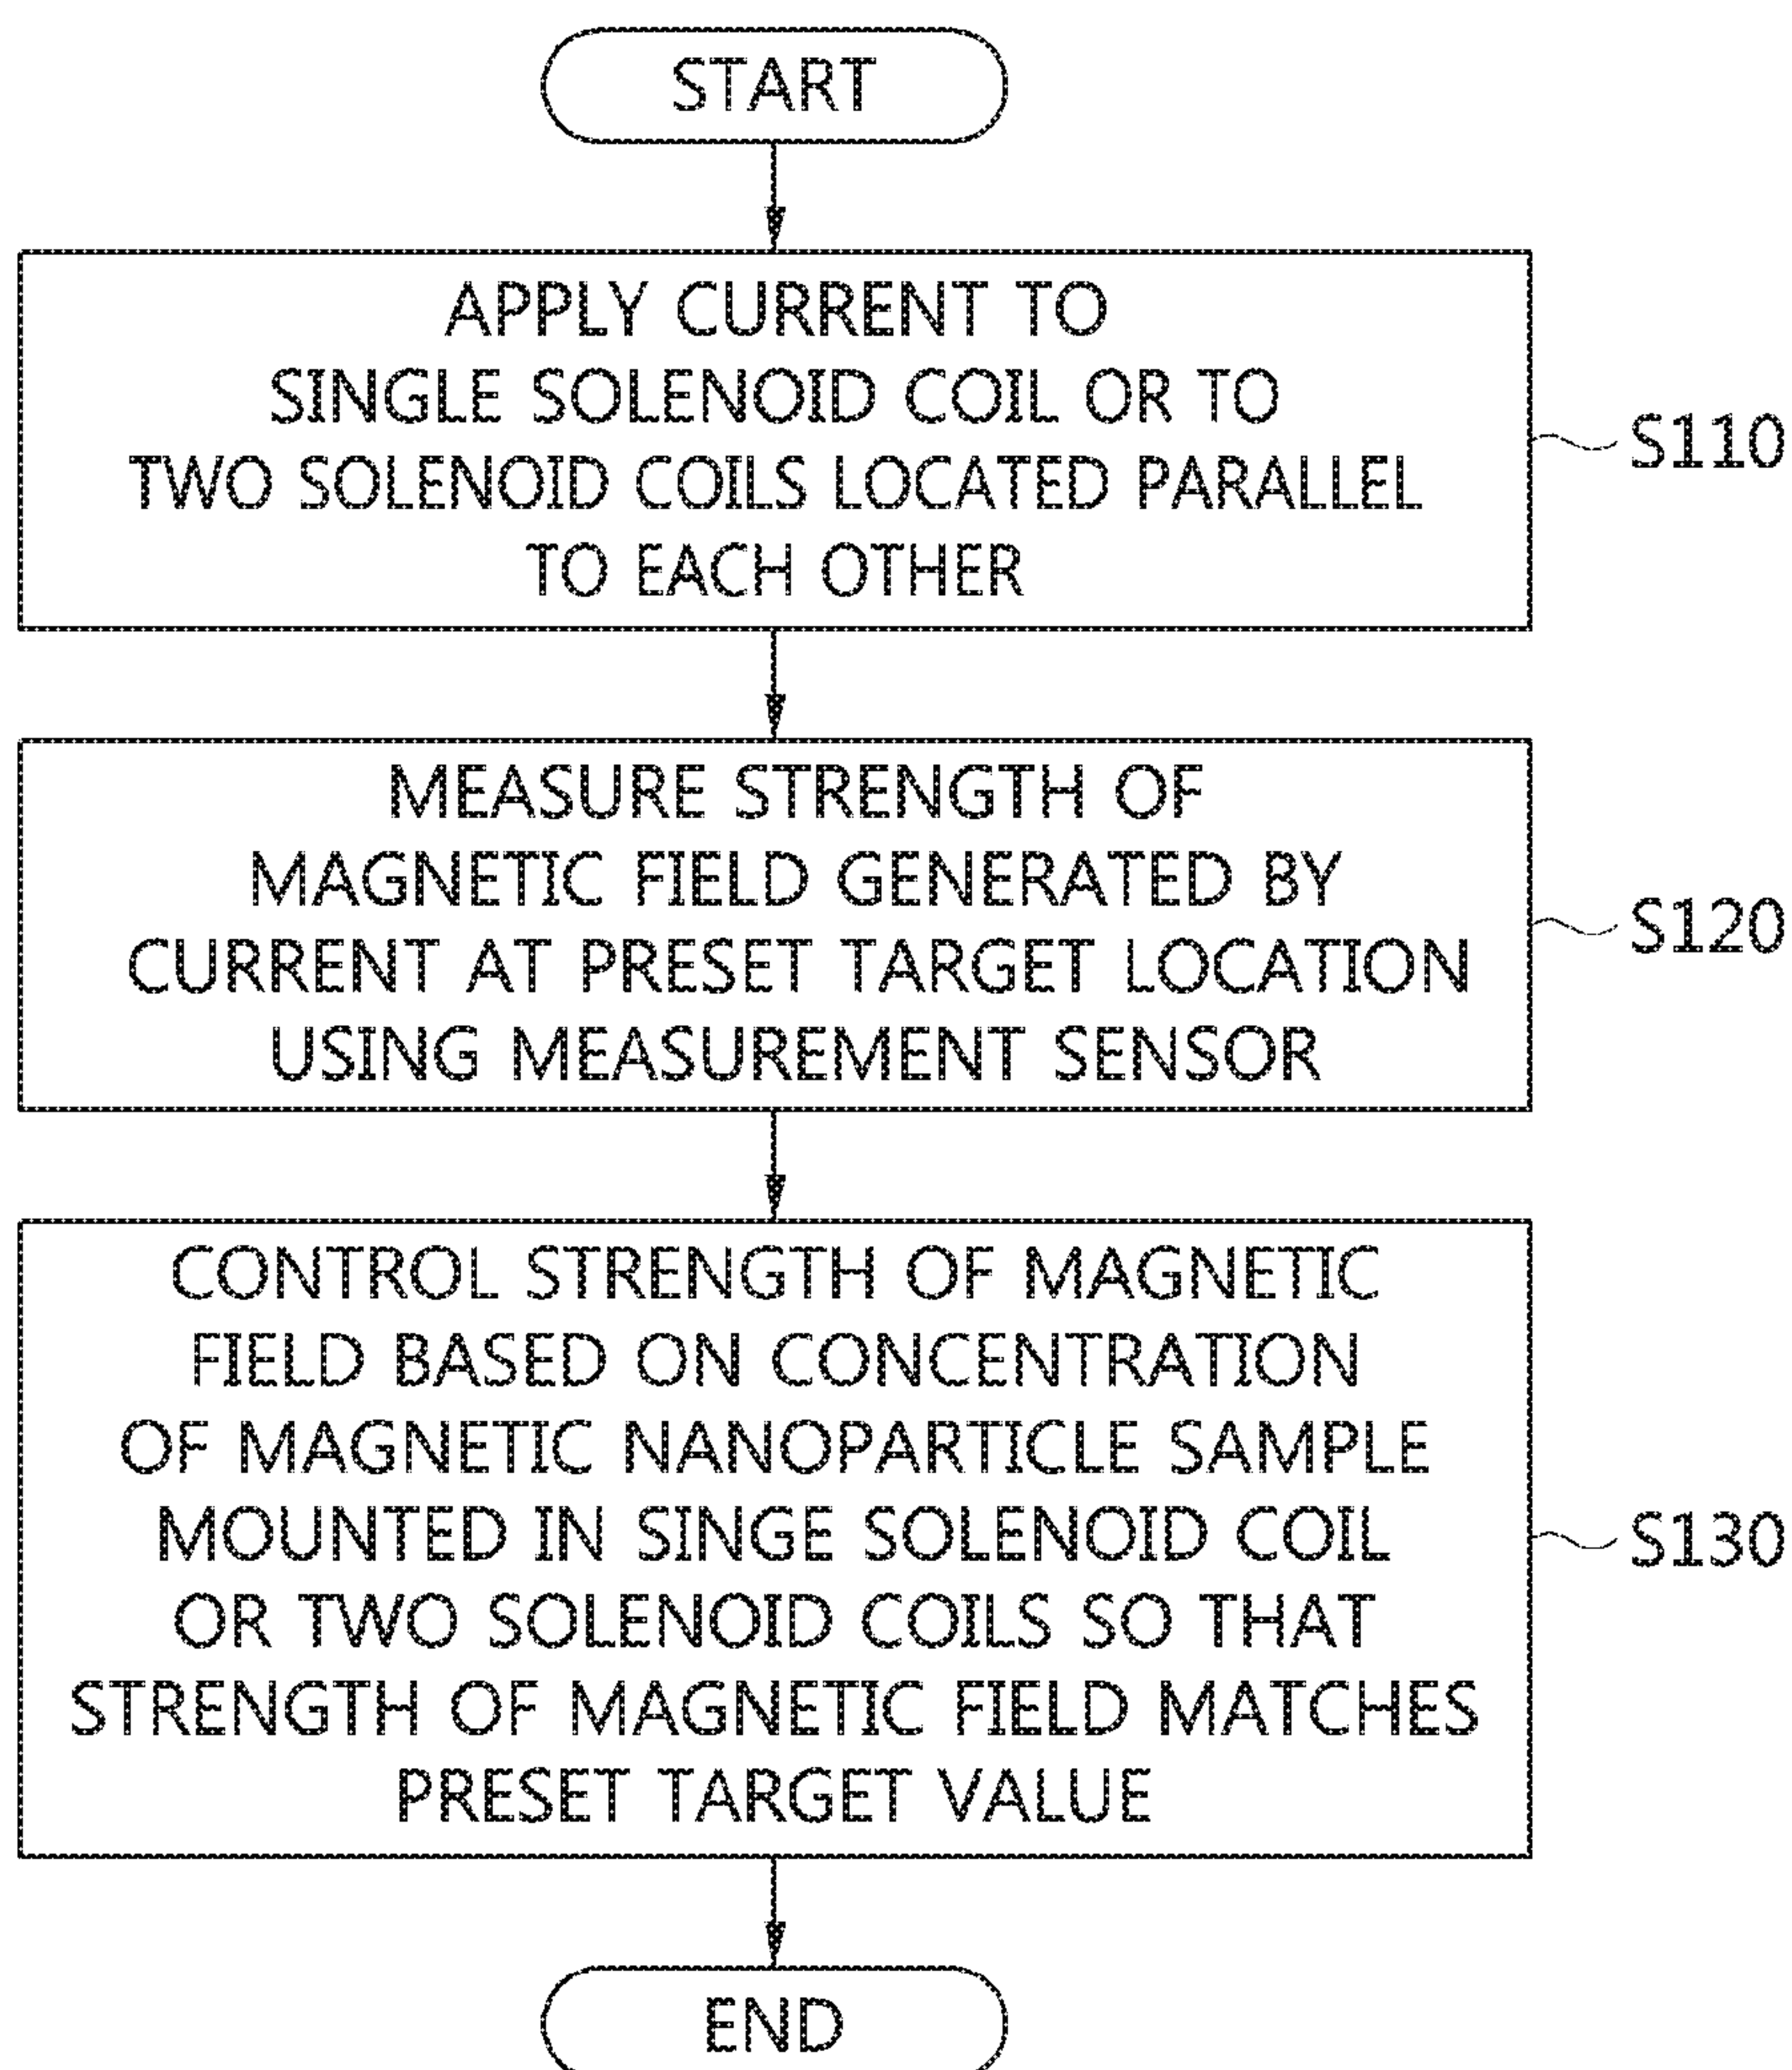 START
APPLY CURRENT TO
SINGLE SOLENOID COIL OR TO
TWO SOLENOID COILS LOCATED PARALLEL
TO EACH OTHER
S110
MEASURE STRENGTH OF
MAGNETIC FIELD GENERATED BY
CURRENT AT PRESET TARGET LOCATION
USING MEASUREMENT SENSOR
S120
CONTROL STRENGTH OF MAGNETIC
FIELD BASED ON CONCENTRATION
OF MAGNETIC NANOPARTICLE SAMPLE
MOUNTED IN SINGE SOLENOID COIL
OR TWO SOLENOID COILS SO THAT
STRENGTH OF MAGNETIC FIELD MATCHES
PRESET TARGET VALUE
S130
END